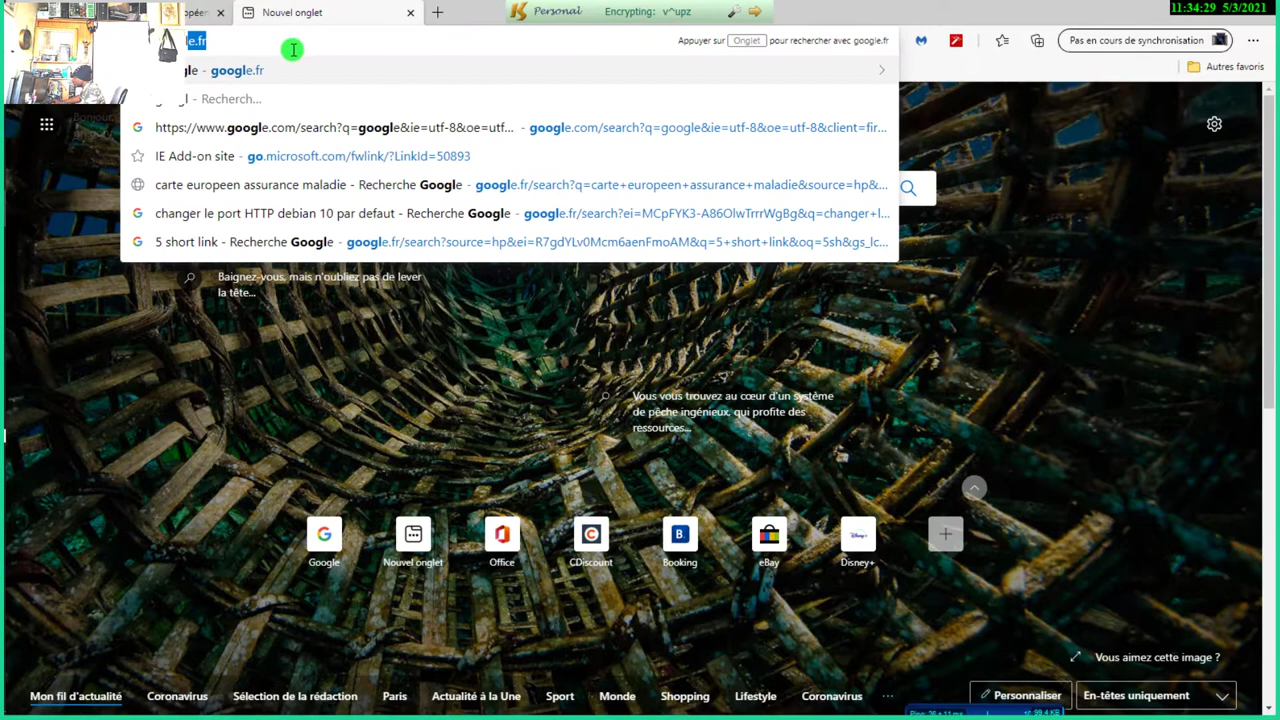 opéer
Nouvel onglet
Personal
Encrypting: v^upz
11:34:29 5/3/2021
e.fr
Appuyer sur Onglet pour rechercher avec google.fr
Pas en cours de synchronisation
gle - google.fr
Autres favoris
googl - Recherch...
Bonjour,
https://www.google.com/search?q=google&ie=utf-8&oe=utf... - google.com/search?q=google&ie=utf-8&oe=utf-8&client=fir...
IE Add-on site - go.microsoft.com/fwlink/?LinkId=50893
carte europeen assurance maladie - Recherche Google - google.fr/search?q=carte+europeen+assurance+maladie&source=hp&...
changer le port HTTP debian 10 par defaut - Recherche Google - google.fr/search?ei=MCpFYK3-A86OlwTrrrWgBg&q=changer+l...
5 short link - Recherche Google - google.fr/search?source=hp&ei=R7gdYLv0Mcm6aenFmoAM&q=5+short+link&oq=5sh&gs_lc...
Baignez-vous, mais n'oubliez pas de lever
la tête...
Vous vous trouvez au cœur d'un système
de pêche ingénieux, qui profite des
ressources...
Google
Nouvel onglet
Office
CDiscount
Booking
eBay
Disney+
Vous aimez cette image ?
Mon fil d'actualité
Coronavirus
Sélection de la rédaction
Paris
Actualité à la Une
Sport
Monde
Shopping
Lifestyle
Coronavirus
Personnaliser
En-têtes uniquement